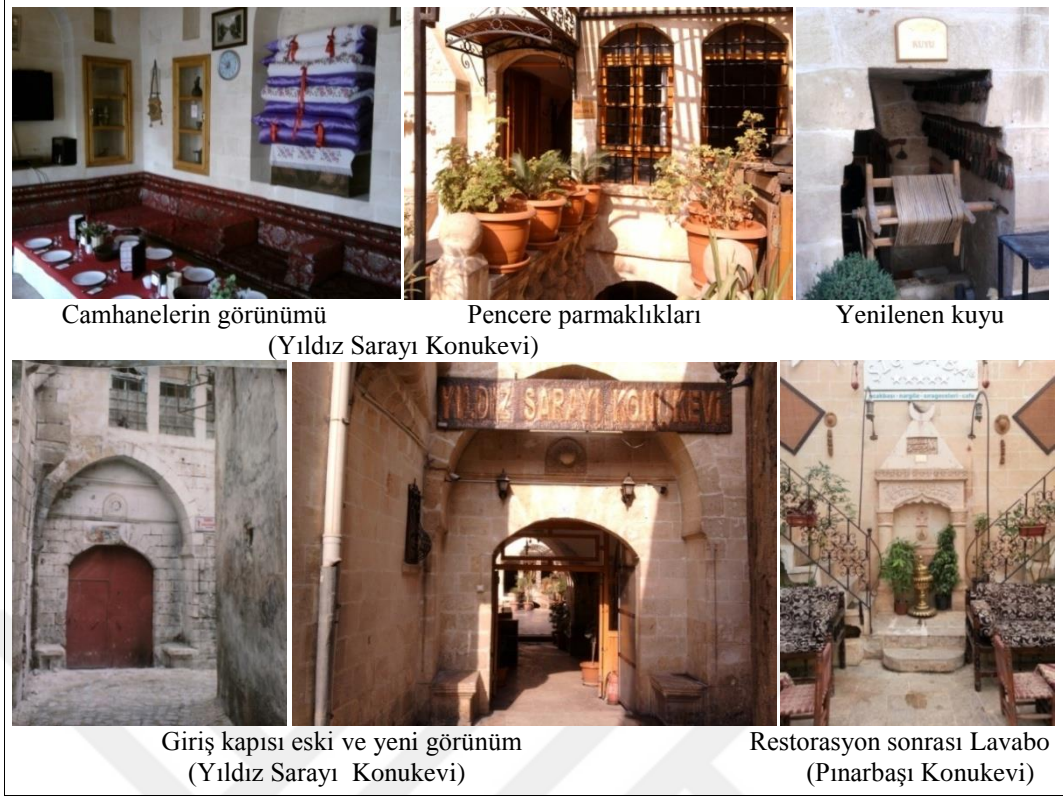 KUYU
Camhanelerin görünümü
Pencere parmaklıkları
Yenilenen kuyu
(Yıldız Sarayı Konukevi)
YILDIZ SARAYI KONUKEVİ
Giriş kapısı eski ve yeni görünüm
(Yıldız Sarayı Konukevi)
Restorasyon sonrası Lavabo
(Pınarbaşı Konukevi)